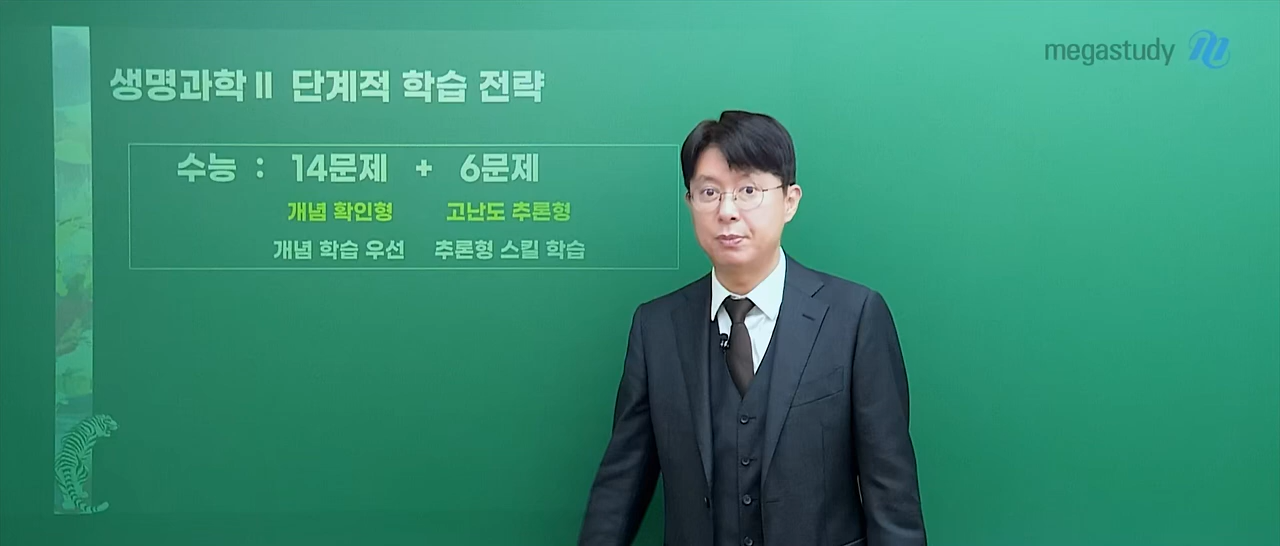 megastudy
생명과학Ⅱ 단계적 학습 전략
수능 : 14문제 + 6문제
개념 확인형 고난도 추론형
개념 학습 우선 추론형 스킬 학습